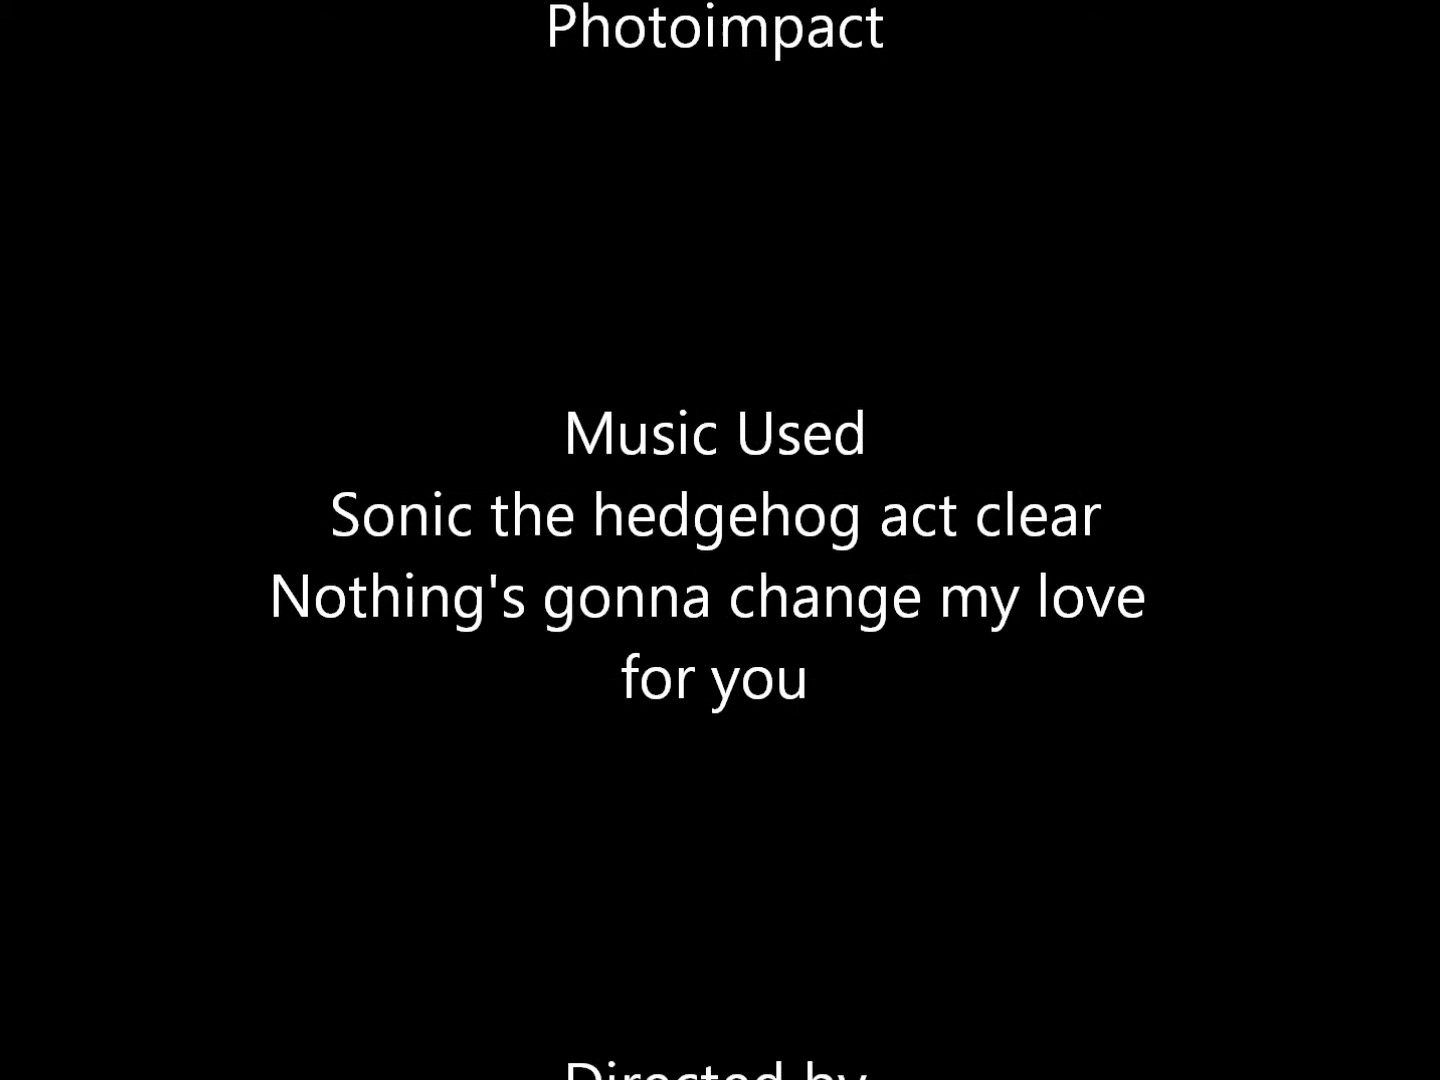 Photoimpact
Music Used
Sonic the hedgehog act clear
Nothing's gonna change my love
for you
Directed by